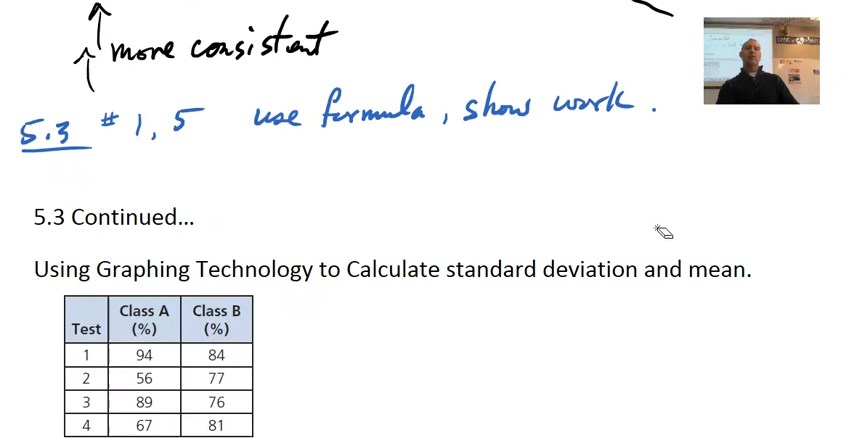 more consistent
5.3 # 1, 5 use formula, show work.
5.3 Continued...
Using Graphing Technology to Calculate standard deviation and mean.
Test Class A (%) Class B (%)
1 94 84
2 56 77
3 89 76
4 67 81